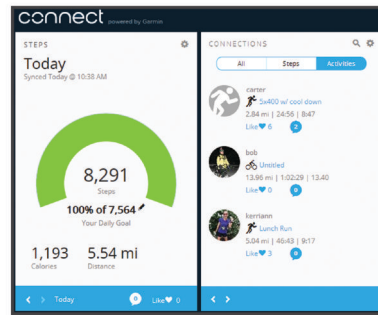 connect powered by Garmin
STEPS
Today
Synced Today @ 10:38 AM
8,291
Steps
100% of 7,564
Your Daily Goal
1,193
Calories
5.54 mi
Distance
Today
0
Like 0
CONNECTIONS
All
Steps
Activities
carter
5x400 w/ cool down
2.84 mi | 24:56 | 8:47
Like 6
2
bob
Untitled
13.96 mi | 1:02:29 | 13.40
Like 0
0
kerriann
Lunch Run
5.04 mi | 46:43 | 9:17
Like 3
0